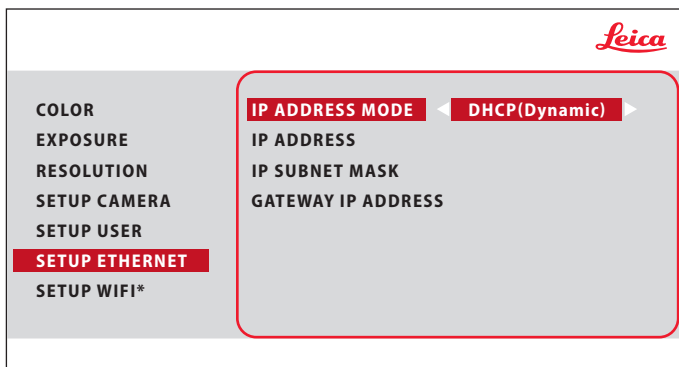 Leica
COLOR
EXPOSURE
RESOLUTION
SETUP CAMERA
SETUP USER
SETUP ETHERNET
SETUP WIFI*
IP ADDRESS MODE DHCP(Dynamic)
IP ADDRESS
IP SUBNET MASK
GATEWAY IP ADDRESS